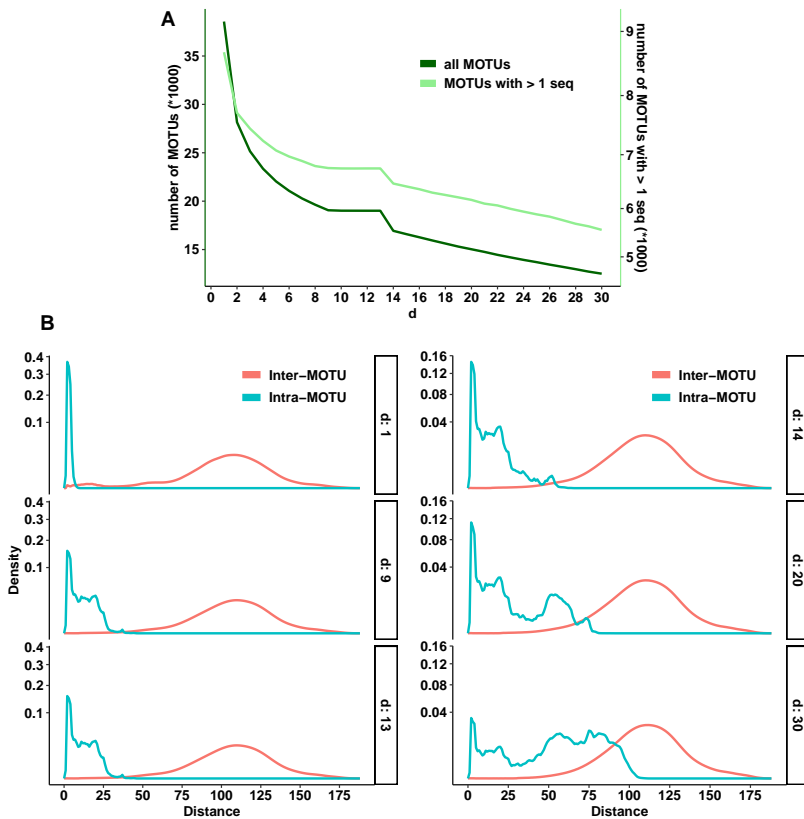 A
number of MOTUs (*1000)
35
30
25
20
15
all MOTUs
MOTUs with > 1 seq
9
8
7
6
5
number of MOTUs
with > 1 seq (*1000)
0 2 4 6 8 10 12 14 16 18 20 22 24 26 28 30
d
B
Density
0.4
0.3
0.2
0.1
Inter−MOTU
Intra−MOTU
d: 1
0.4
0.3
0.2
0.1
d: 9
0.4
0.3
0.2
0.1
d: 13
0 25 50 75 100 125 150 175
Distance
0.16
0.12
0.08
0.04
Inter−MOTU
Intra−MOTU
d: 14
0.16
0.12
0.08
0.04
d: 20
0.16
0.12
0.08
0.04
d: 30
0 25 50 75 100 125 150 175
Distance